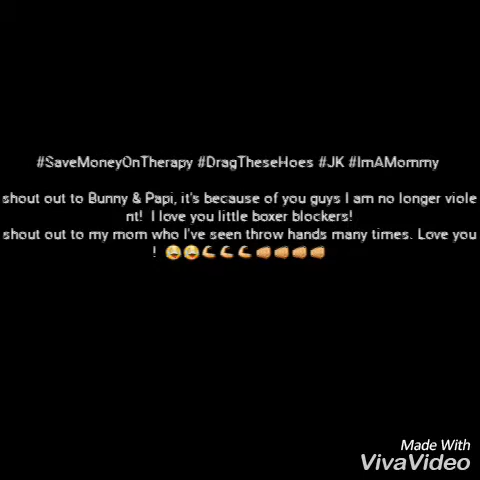 #SaveMoneyOnTherapy #DragTheseHoes #JK #ImAMommy
shout out to Bunny & Papi, it's because of you guys I am no longer viole
nt!  I love you little boxer blockers!
shout out to my mom who I've seen throw hands many times. Love you
!  😂😂💪💪💪👊👊👊👊
Made With
VivaVideo